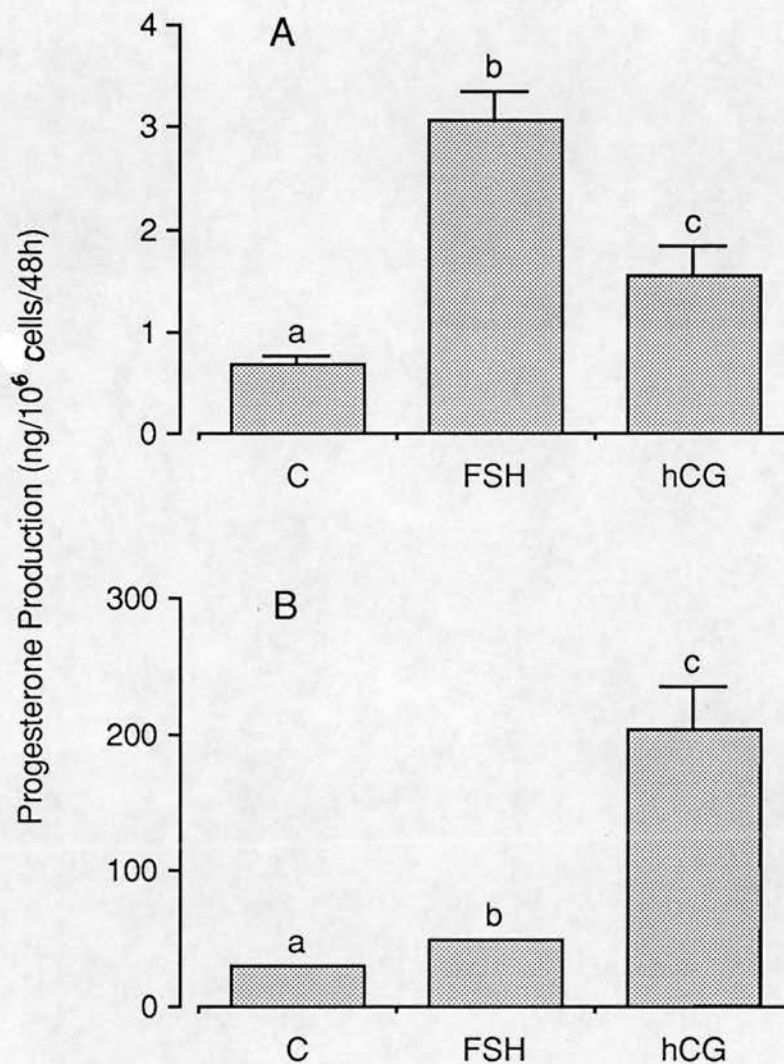 Progesterone Production (ng/10⁶ cells/48h)
A
4
3
2
1
0
a
b
c
C FSH hCG
B
300
200
100
0
a
b
c
C FSH hCG